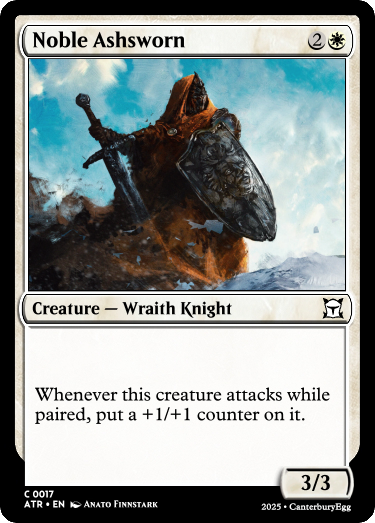 Noble Ashsworn 2
Creature — Wraith Knight
Whenever this creature attacks while
paired, put a +1/+1 counter on it.
3/3
C 0017
ATR • EN Anato Finnstark
2025 • CanterburyEgg